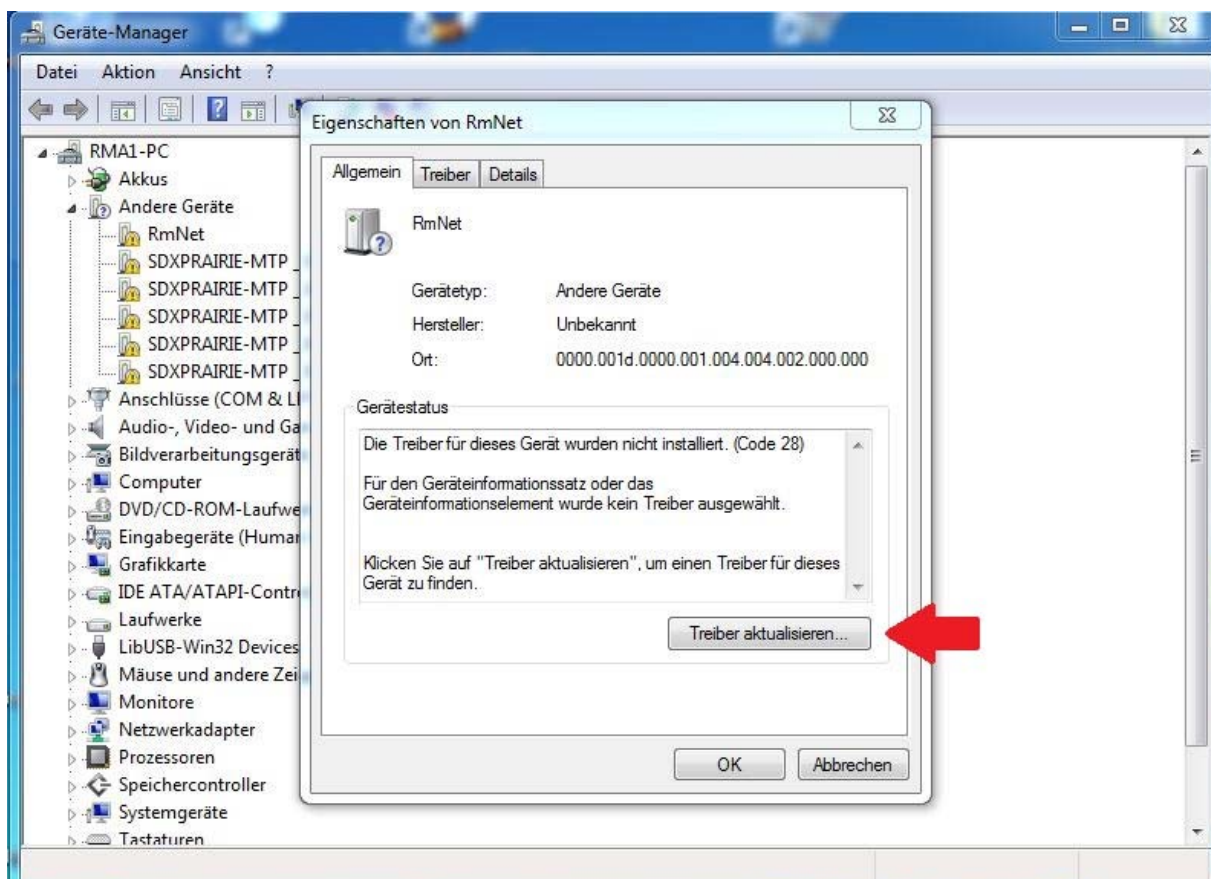 Geräte-Manager
Datei Aktion Ansicht ?
RMA1-PC
Akkus
Andere Geräte
RmNet
SDXPRAIRIE-MTP _
SDXPRAIRIE-MTP _
SDXPRAIRIE-MTP _
SDXPRAIRIE-MTP _
SDXPRAIRIE-MTP _
Anschlüsse (COM &
Audio-, Video- und
Bildverarbeitungsgerät
Computer
DVD/CD-ROM-Laufwe
Eingabegeräte (Human
Grafikkarte
IDE ATA/ATAPI-Contr
Laufwerke
LibUSB-Win32 Devices
Mäuse und andere Zei
Monitore
Netzwerkadapter
Prozessoren
Speichercontroller
Systemgeräte
Tastaturen
Eigenschaften von RmNet
Allgemein Treiber Details
RmNet
Gerätetyp: Andere Geräte
Hersteller: Unbekannt
Ort: 0000.001d.0000.001.004.004.002.000.000
Gerätestatus
Die Treiber für dieses Gerät wurden nicht installiert. (Code 28)
Für den Geräteinformationssatz oder das
Geräteinformationselement wurde kein Treiber ausgewählt.
Klicken Sie auf "Treiber aktualisieren", um einen Treiber für dieses
Gerät zu finden.
Treiber aktualisieren...
OK Abbrechen